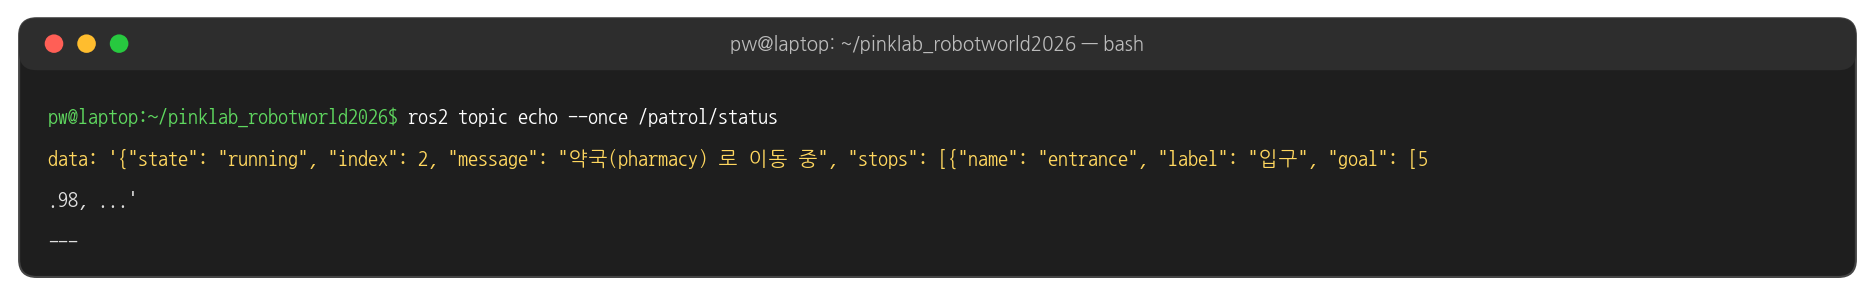 pw@laptop: ~/pinklab_robotworld2026 — bash
pw@laptop:~/pinklab_robotworld2026$ ros2 topic echo --once /patrol/status
data: '{"state": "running", "index": 2, "message": "약국(pharmacy) 로 이동 중", "stops": [{"name": "entrance", "label": "입구", "goal": [5
.98, ...'
---